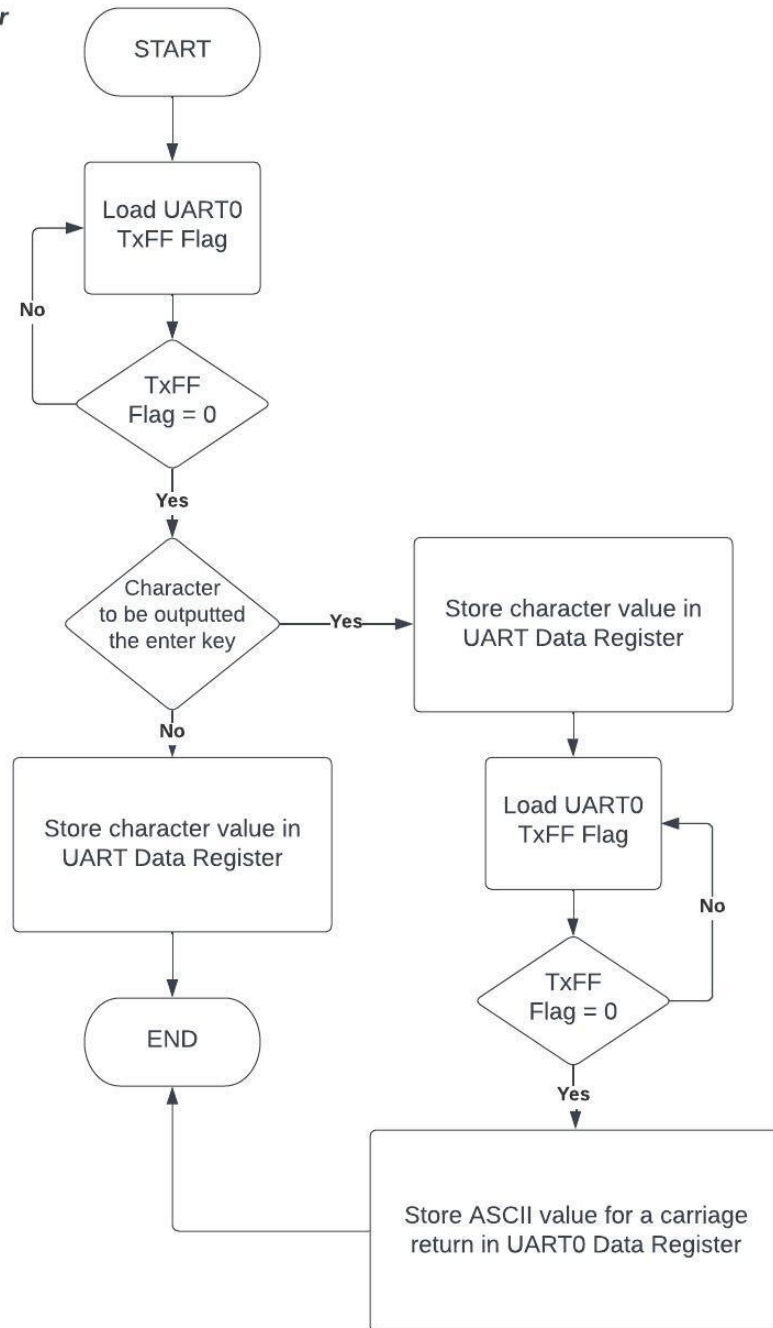 r
START
Load UART0
TxFF Flag
No
TxFF
Flag = 0
Yes
Character
to be outputted
the enter key
Yes
Store character value in
UART Data Register
No
Store character value in
UART Data Register
Load UART0
TxFF Flag
No
TxFF
Flag = 0
END
Yes
Store ASCII value for a carriage
return in UART0 Data Register